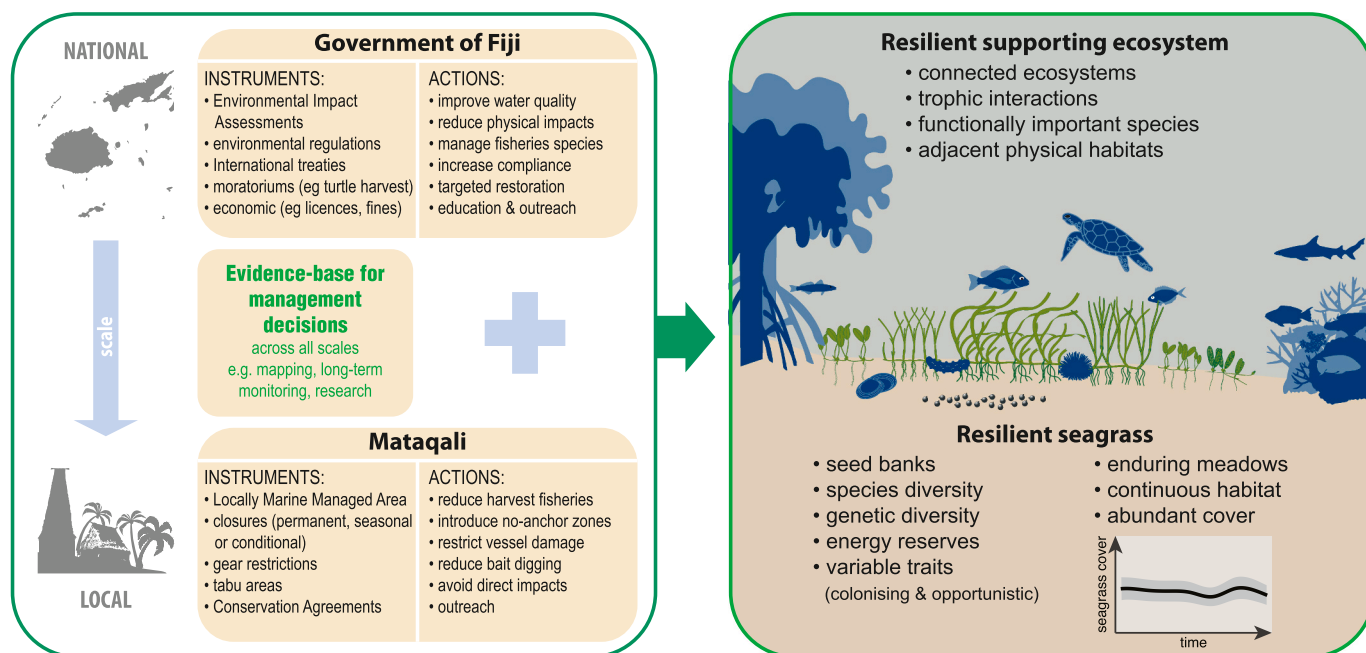 NATIONAL
Government of Fiji
INSTRUMENTS:
• Environmental Impact
Assessments
• environmental regulations
• International treaties
• moratoriums (eg turtle harvest)
• economic (eg licences, fines)
ACTIONS:
• improve water quality
• reduce physical impacts
• manage fisheries species
• increase compliance
• targeted restoration
• education & outreach
scale
Evidence-base for
management
decisions
across all scales
e.g. mapping, long-term
monitoring, research
Mataqali
INSTRUMENTS:
• Locally Marine Managed Area
• closures (permanent, seasonal
or conditional)
• gear restrictions
• tabu areas
• Conservation Agreements
ACTIONS:
• reduce harvest fisheries
• introduce no-anchor zones
• restrict vessel damage
• reduce bait digging
• avoid direct impacts
• outreach
LOCAL
Resilient supporting ecosystem
• connected ecosystems
• trophic interactions
• functionally important species
• adjacent physical habitats
Resilient seagrass
• seed banks
• species diversity
• genetic diversity
• energy reserves
• variable traits
(colonising & opportunistic)
• enduring meadows
• continuous habitat
• abundant cover
seagrass cover
time